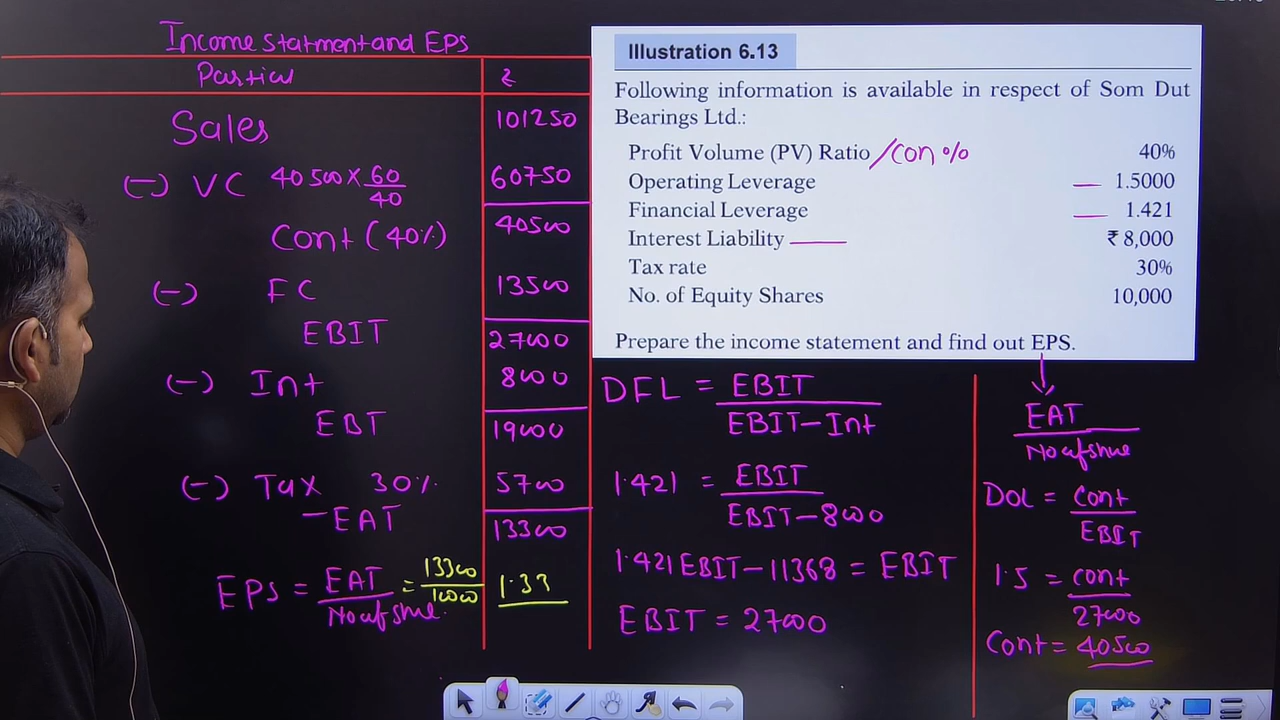 Income Statment and EPS
Partial ₹
Sales 101250
(-) VC 40500 × 60/40 60750
Cont (40%) 40500
(-) FC 13500
EBIT 27000
(-) Int 8000
EBT 19000
(-) Tax 30% 5700
- EAT 13300
EPS = EAT/No of shue. = 13300/10000 1.33
Illustration 6.13
Following information is available in respect of Som Dut
Bearings Ltd.:
Profit Volume (PV) Ratio /Con % 40%
Operating Leverage 1.5000
Financial Leverage 1.421
Interest Liability ₹ 8,000
Tax rate 30%
No. of Equity Shares 10,000
Prepare the income statement and find out EPS.
DFL = EBIT/EBIT-Int
1.421 = EBIT/EBIT-8000
1.421 EBIT-11368 = EBIT
EBIT = 27000
EAT/No of shue
DOL = Cont/EBIT
1.5 = cont/27000
Cont = 40500